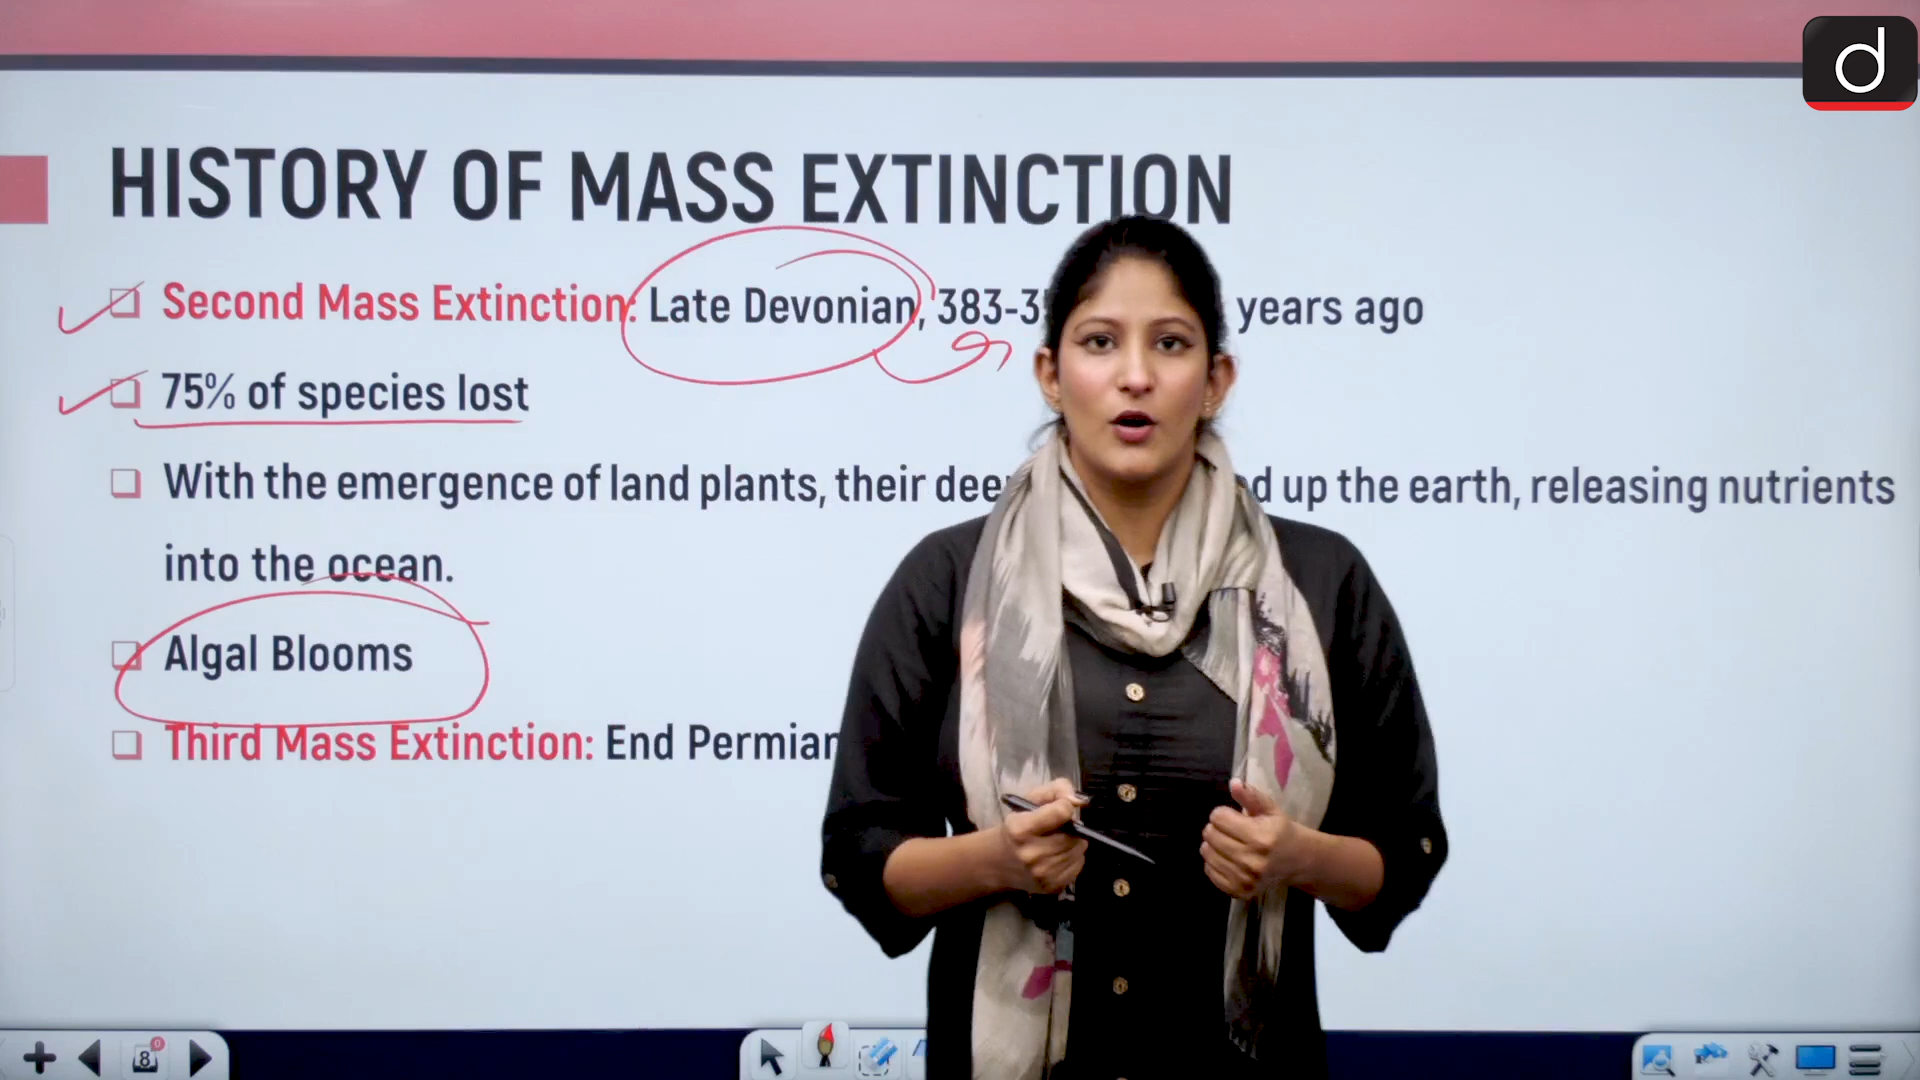 d
HISTORY OF MASS EXTINCTION
Second Mass Extinction: Late Devonian, 383-3 years ago
75% of species lost
With the emergence of land plants, their d up the earth, releasing nutrients
into the ocean.
Algal Blooms
Third Mass Extinction: End Permian
8
0